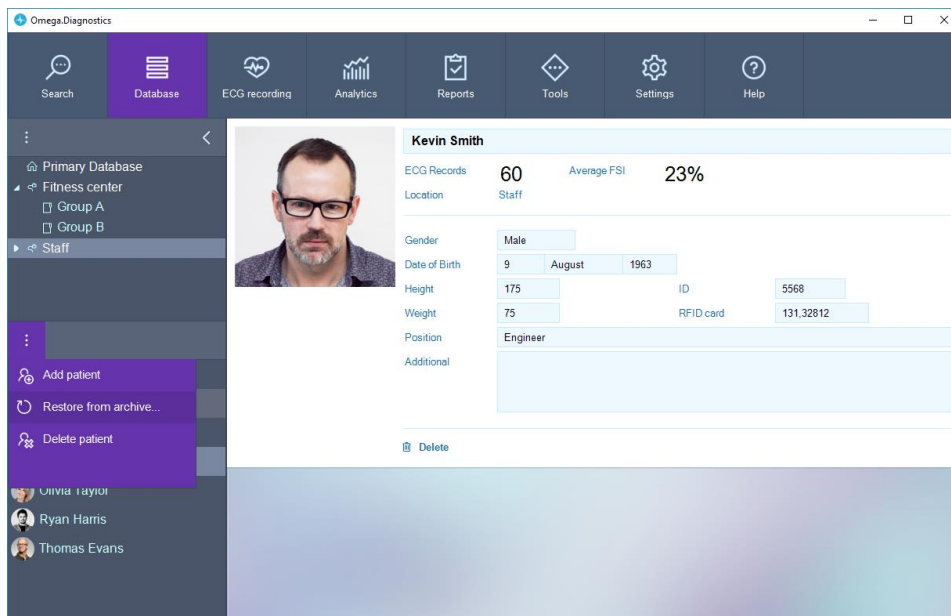 Omega.Diagnostics
Search Database ECG recording Analytics Reports Tools Settings Help
Primary Database
Fitness center
Group A
Group B
Staff
Add patient
Restore from archive...
Delete patient
Olivia Taylor
Ryan Harris
Thomas Evans
Kevin Smith
ECG Records 60 Average FSI 23%
Location Staff
Gender Male
Date of Birth 9 August 1963
Height 175 ID 5568
Weight 75 RFID card 131,32812
Position Engineer
Additional
Delete